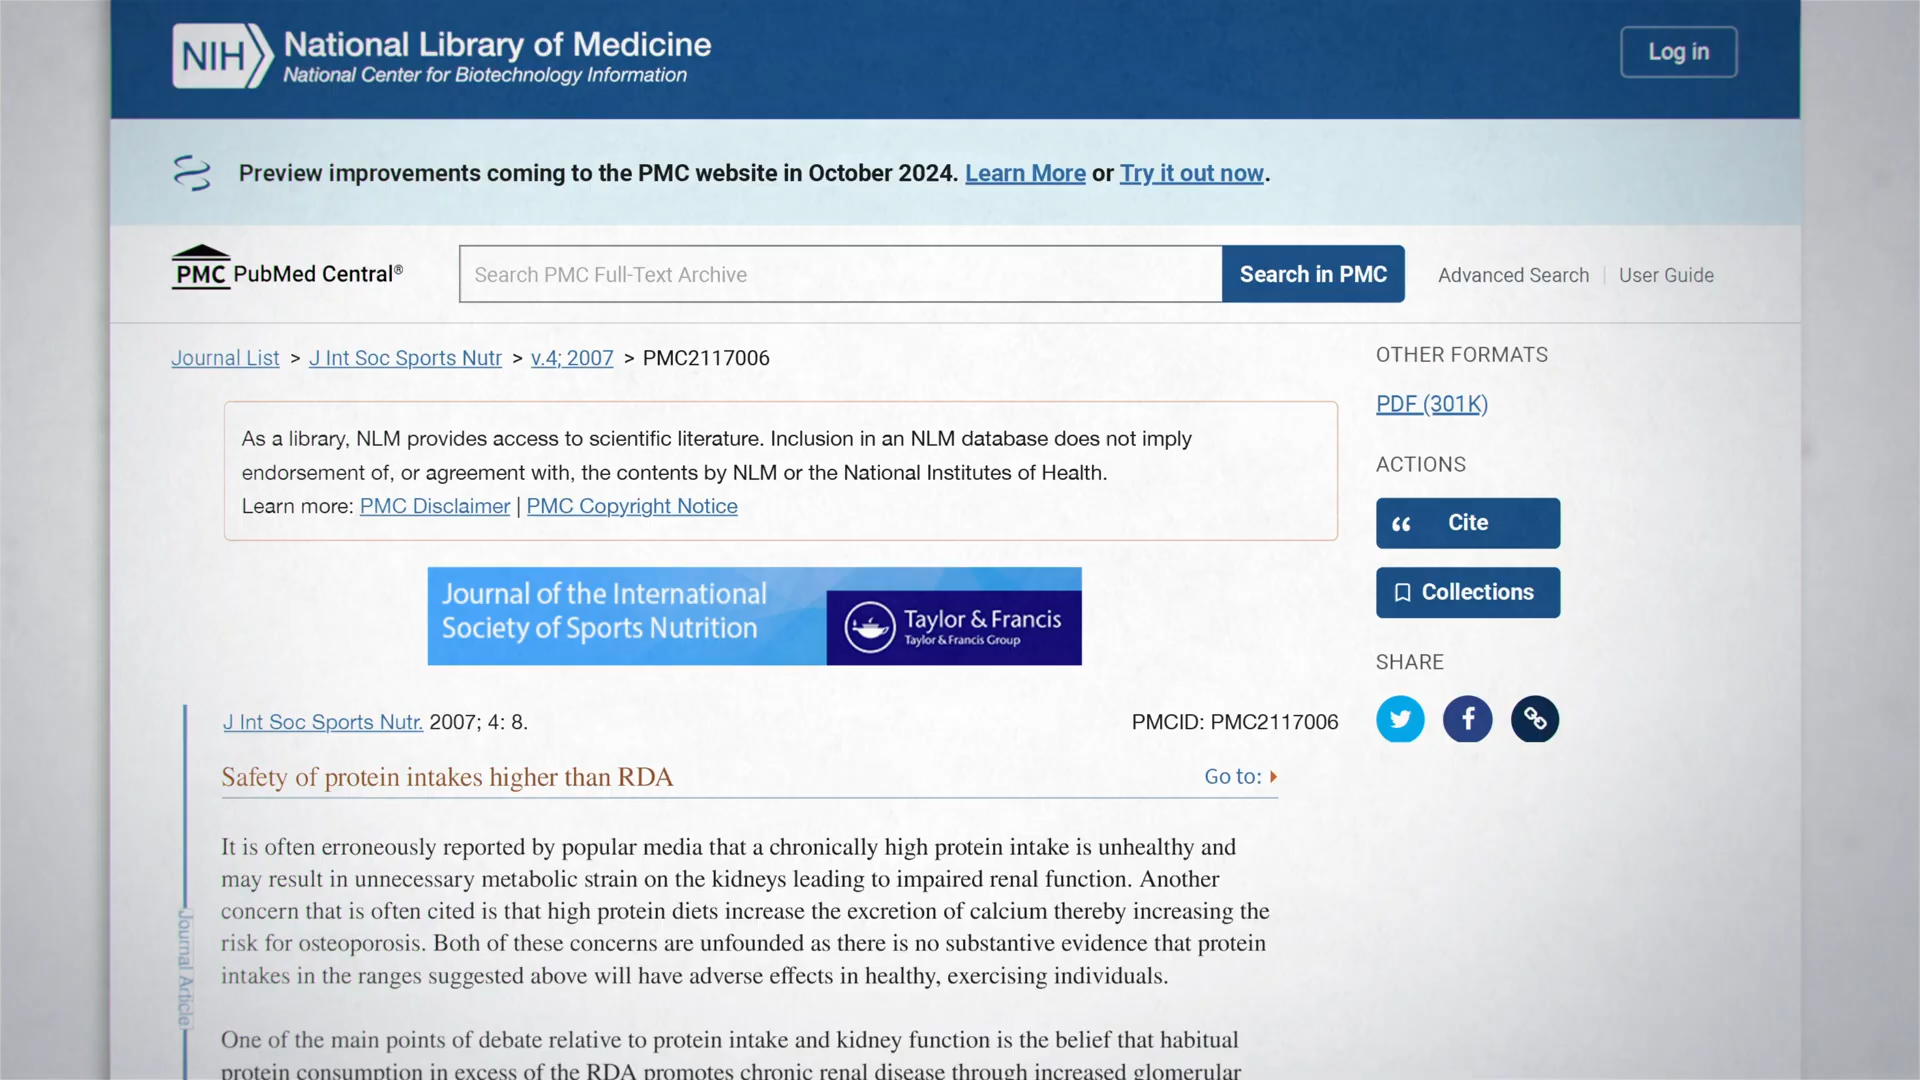 NIH National Library of Medicine
National Center for Biotechnology Information
Log in
Preview improvements coming to the PMC website in October 2024. Learn More or Try it out now.
PMC PubMed Central®
Search PMC Full-Text Archive
Search in PMC
Advanced Search | User Guide
Journal List > J Int Soc Sports Nutr > v.4; 2007 > PMC2117006
As a library, NLM provides access to scientific literature. Inclusion in an NLM database does not imply
endorsement of, or agreement with, the contents by NLM or the National Institutes of Health.
Learn more: PMC Disclaimer | PMC Copyright Notice
Journal of the International
Society of Sports Nutrition
Taylor & Francis
Taylor & Francis Group
J Int Soc Sports Nutr. 2007; 4: 8.
PMCID: PMC2117006
Safety of protein intakes higher than RDA
Go to:
It is often erroneously reported by popular media that a chronically high protein intake is unhealthy and
may result in unnecessary metabolic strain on the kidneys leading to impaired renal function. Another
concern that is often cited is that high protein diets increase the excretion of calcium thereby increasing the
risk for osteoporosis. Both of these concerns are unfounded as there is no substantive evidence that protein
intakes in the ranges suggested above will have adverse effects in healthy, exercising individuals.
One of the main points of debate relative to protein intake and kidney function is the belief that habitual
protein consumption in excess of the RDA promotes chronic renal disease through increased glomerular
Journal Article
OTHER FORMATS
PDF (301K)
ACTIONS
Cite
Collections
SHARE